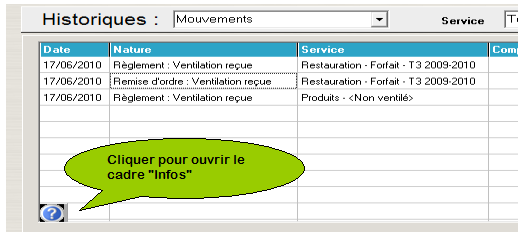 Historiques : Mouvements Service
Date Nature Service
17/06/2010 Règlement : Ventilation reçue Restauration - Forfait - T3 2009-2010
17/06/2010 Remise d'ordre : Ventilation reçue Restauration - Forfait - T3 2009-2010
17/06/2010 Règlement : Ventilation reçue Produits - <Non ventilé>
Cliquer pour ouvrir le
cadre "Infos"
?